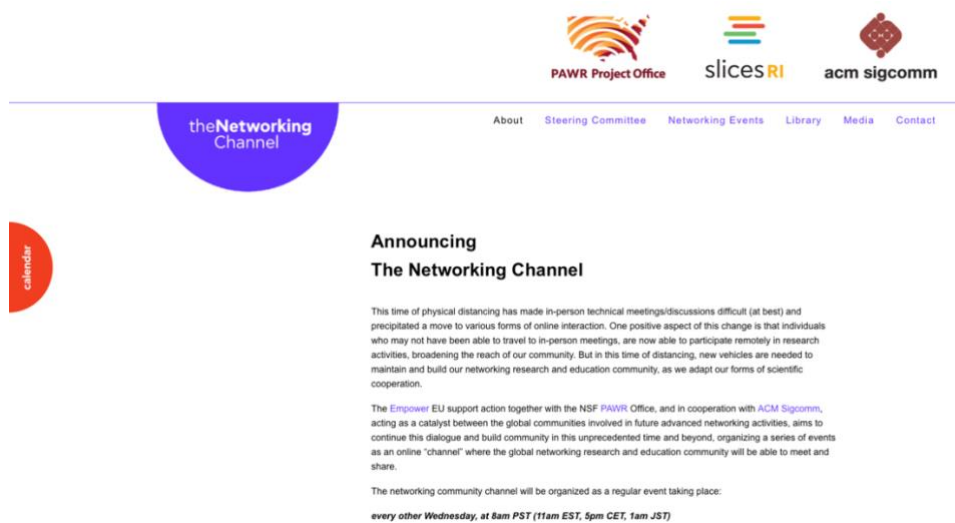 PAWR Project Office
slices RI
acm sigcomm
theNetworking
Channel
About Steering Committee Networking Events Library Media Contact
calendar
Announcing
The Networking Channel
This time of physical distancing has made in-person technical meetings/discussions difficult (at best) and
precipitated a move to various forms of online interaction. One positive aspect of this change is that individuals
who may not have been able to travel to in-person meetings, are now able to participate remotely in research
activities, broadening the reach of our community. But in this time of distancing, new vehicles are needed to
maintain and build our networking research and education community, as we adapt our forms of scientific
cooperation.
The Empower EU support action together with the NSF PAWR Office, and in cooperation with ACM Sigcomm,
acting as a catalyst between the global communities involved in future advanced networking activities, aims to
continue this dialogue and build community in this unprecedented time and beyond, organizing a series of events
as an online “channel” where the global networking research and education community will be able to meet and
share.
The networking community channel will be organized as a regular event taking place:
every other Wednesday, at 8am PST (11am EST, 5pm CET, 1am JST)